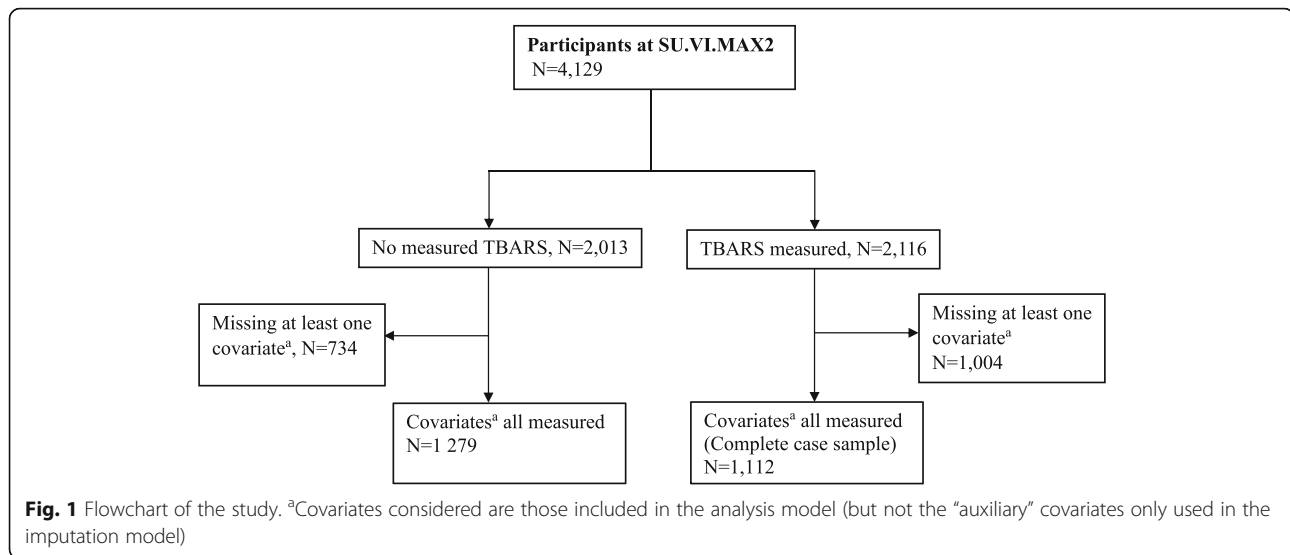 Participants at SU.VI.MAX2
N=4,129
No measured TBARS, N=2,013
TBARS measured, N=2,116
Missing at least one
covariateᵃ, N=734
Missing at least one
covariateᵃ
N=1,004
Covariatesᵃ all measured
N=1 279
Covariatesᵃ all measured
(Complete case sample)
N=1,112
Fig. 1 Flowchart of the study. ᵃCovariates considered are those included in the analysis model (but not the “auxiliary” covariates only used in the
imputation model)